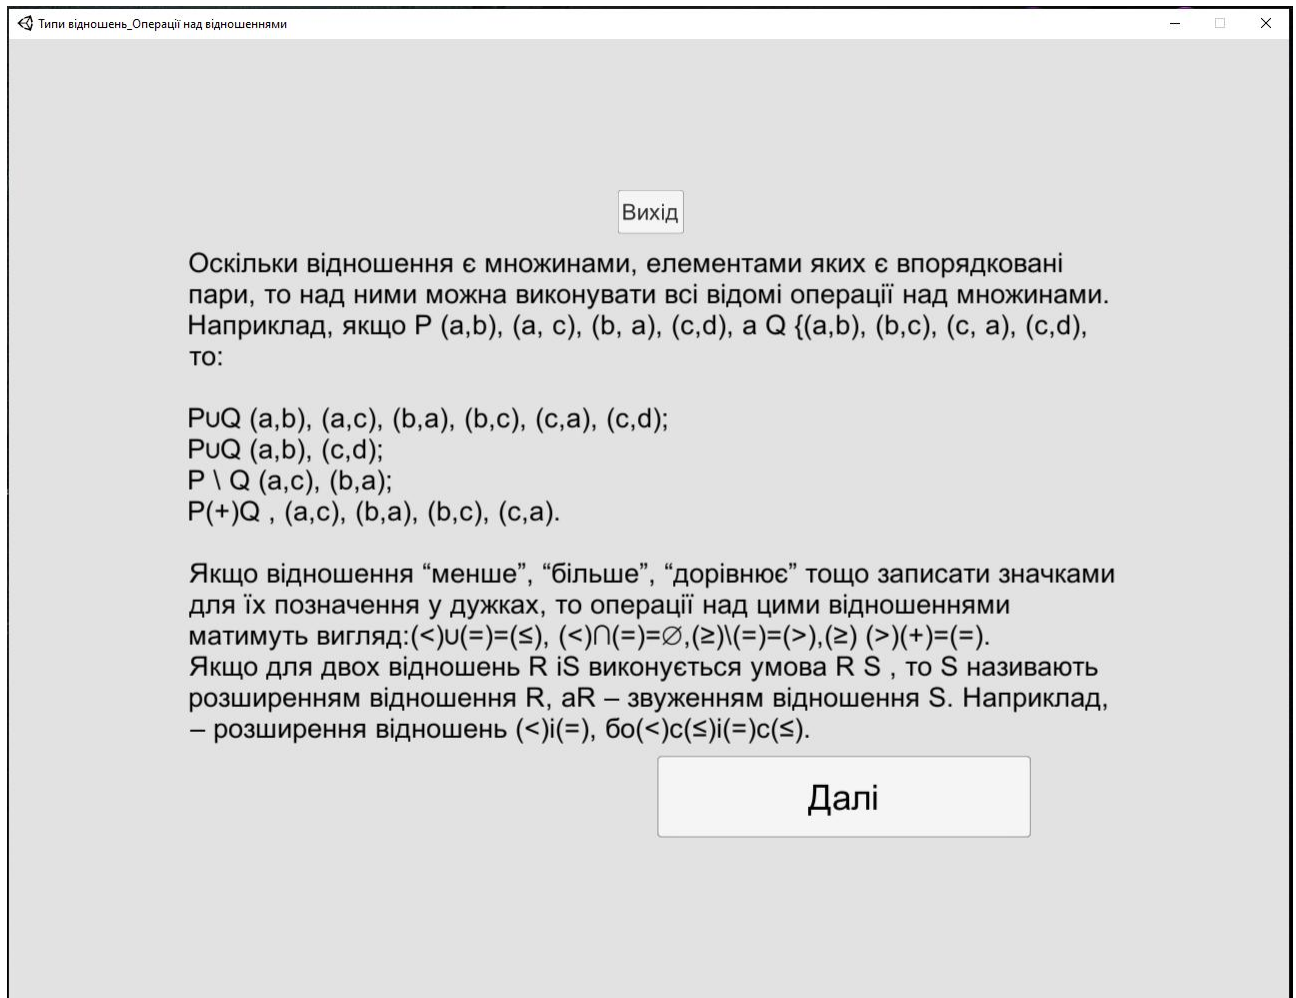 Типи відношень_Операції над відношеннями
Вихід
Оскільки відношення є множинами, елементами яких є впорядковані
пари, то над ними можна виконувати всі відомі операції над множинами.
Наприклад, якщо P (a,b), (a, c), (b, a), (c,d), а Q {(a,b), (b,c), (c, a), (c,d),
то:
P∪Q (a,b), (a,c), (b,a), (b,c), (c,a), (c,d);
P∪Q (a,b), (c,d);
P \ Q (a,c), (b,a);
P(+)Q , (a,c), (b,a), (b,c), (c,a).
Якщо відношення “менше”, “більше”, “дорівнює” тощо записати значками
для їх позначення у дужках, то операції над цими відношеннями
матимуть вигляд:(<)∪(=)=(≤), (<)∩(=)=∅,(≥)\(=)=(>),(≥) (>)(+)=(=).
Якщо для двох відношень R іS виконується умова R S , то S називають
розширенням відношення R, аR – звуженням відношення S. Наприклад,
– розширення відношень (<)і(=), бо(<)с(≤)і(=)с(≤).
Далі